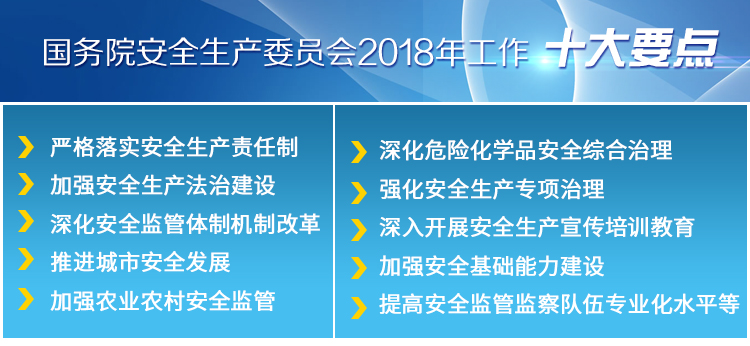 国务院安全生产委员会2018年工作 十大要点
严格落实安全生产责任制
加强安全生产法治建设
深化安全监管体制机制改革
推进城市安全发展
加强农业农村安全监管
深化危险化学品安全综合治理
强化安全生产专项治理
深入开展安全生产宣传培训教育
加强安全基础能力建设
提高安全监管监察队伍专业化水平等